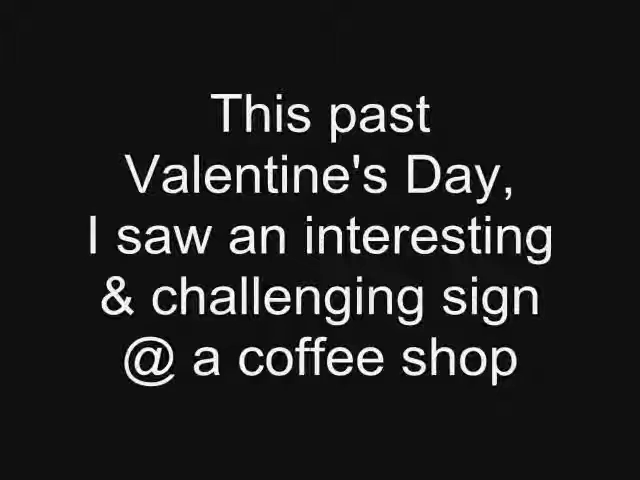 This past
Valentine's Day,
I saw an interesting
& challenging sign
@ a coffee shop